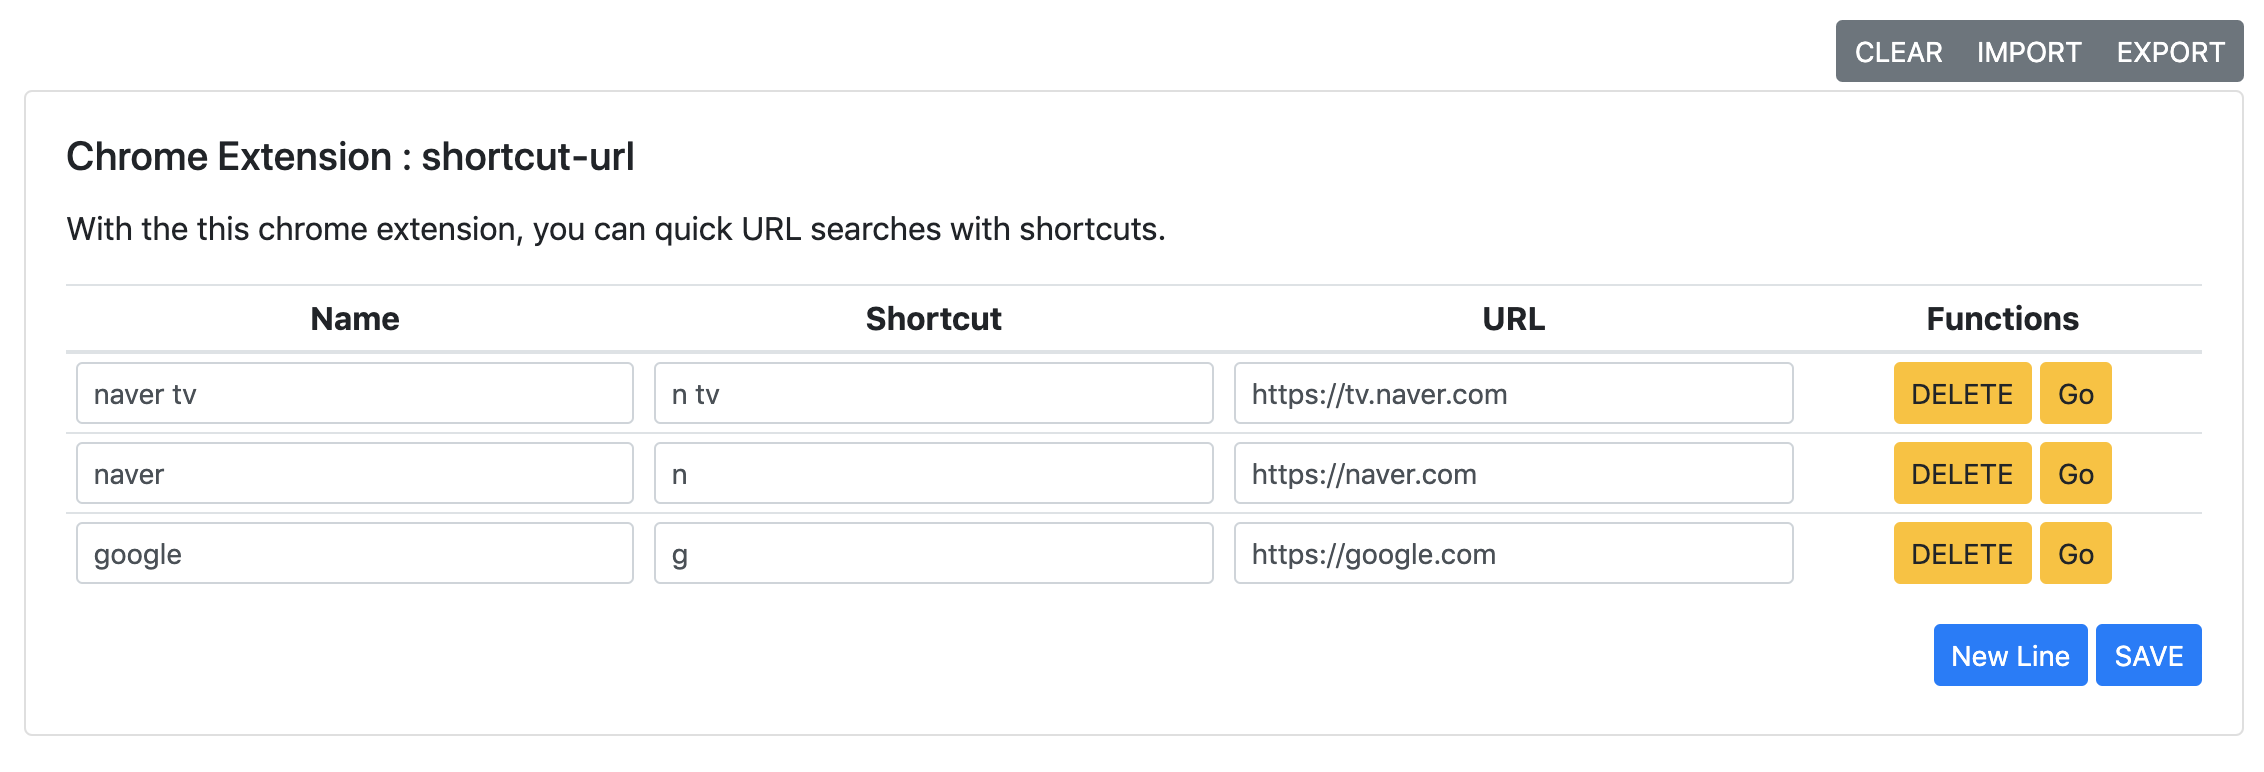 CLEAR IMPORT EXPORT
Chrome Extension : shortcut-url
With the this chrome extension, you can quick URL searches with shortcuts.
Name Shortcut URL Functions
naver tv n tv https://tv.naver.com DELETE Go
naver n https://naver.com DELETE Go
google g https://google.com DELETE Go
New Line SAVE